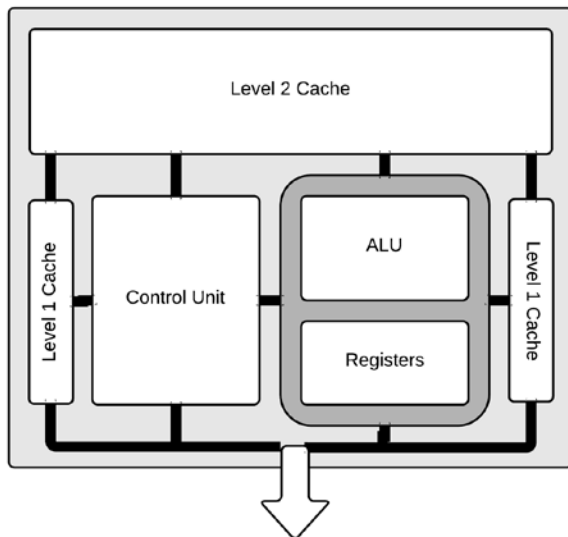 Level 2 Cache
Level 1 Cache
Control Unit
ALU
Registers
Level 1 Cache